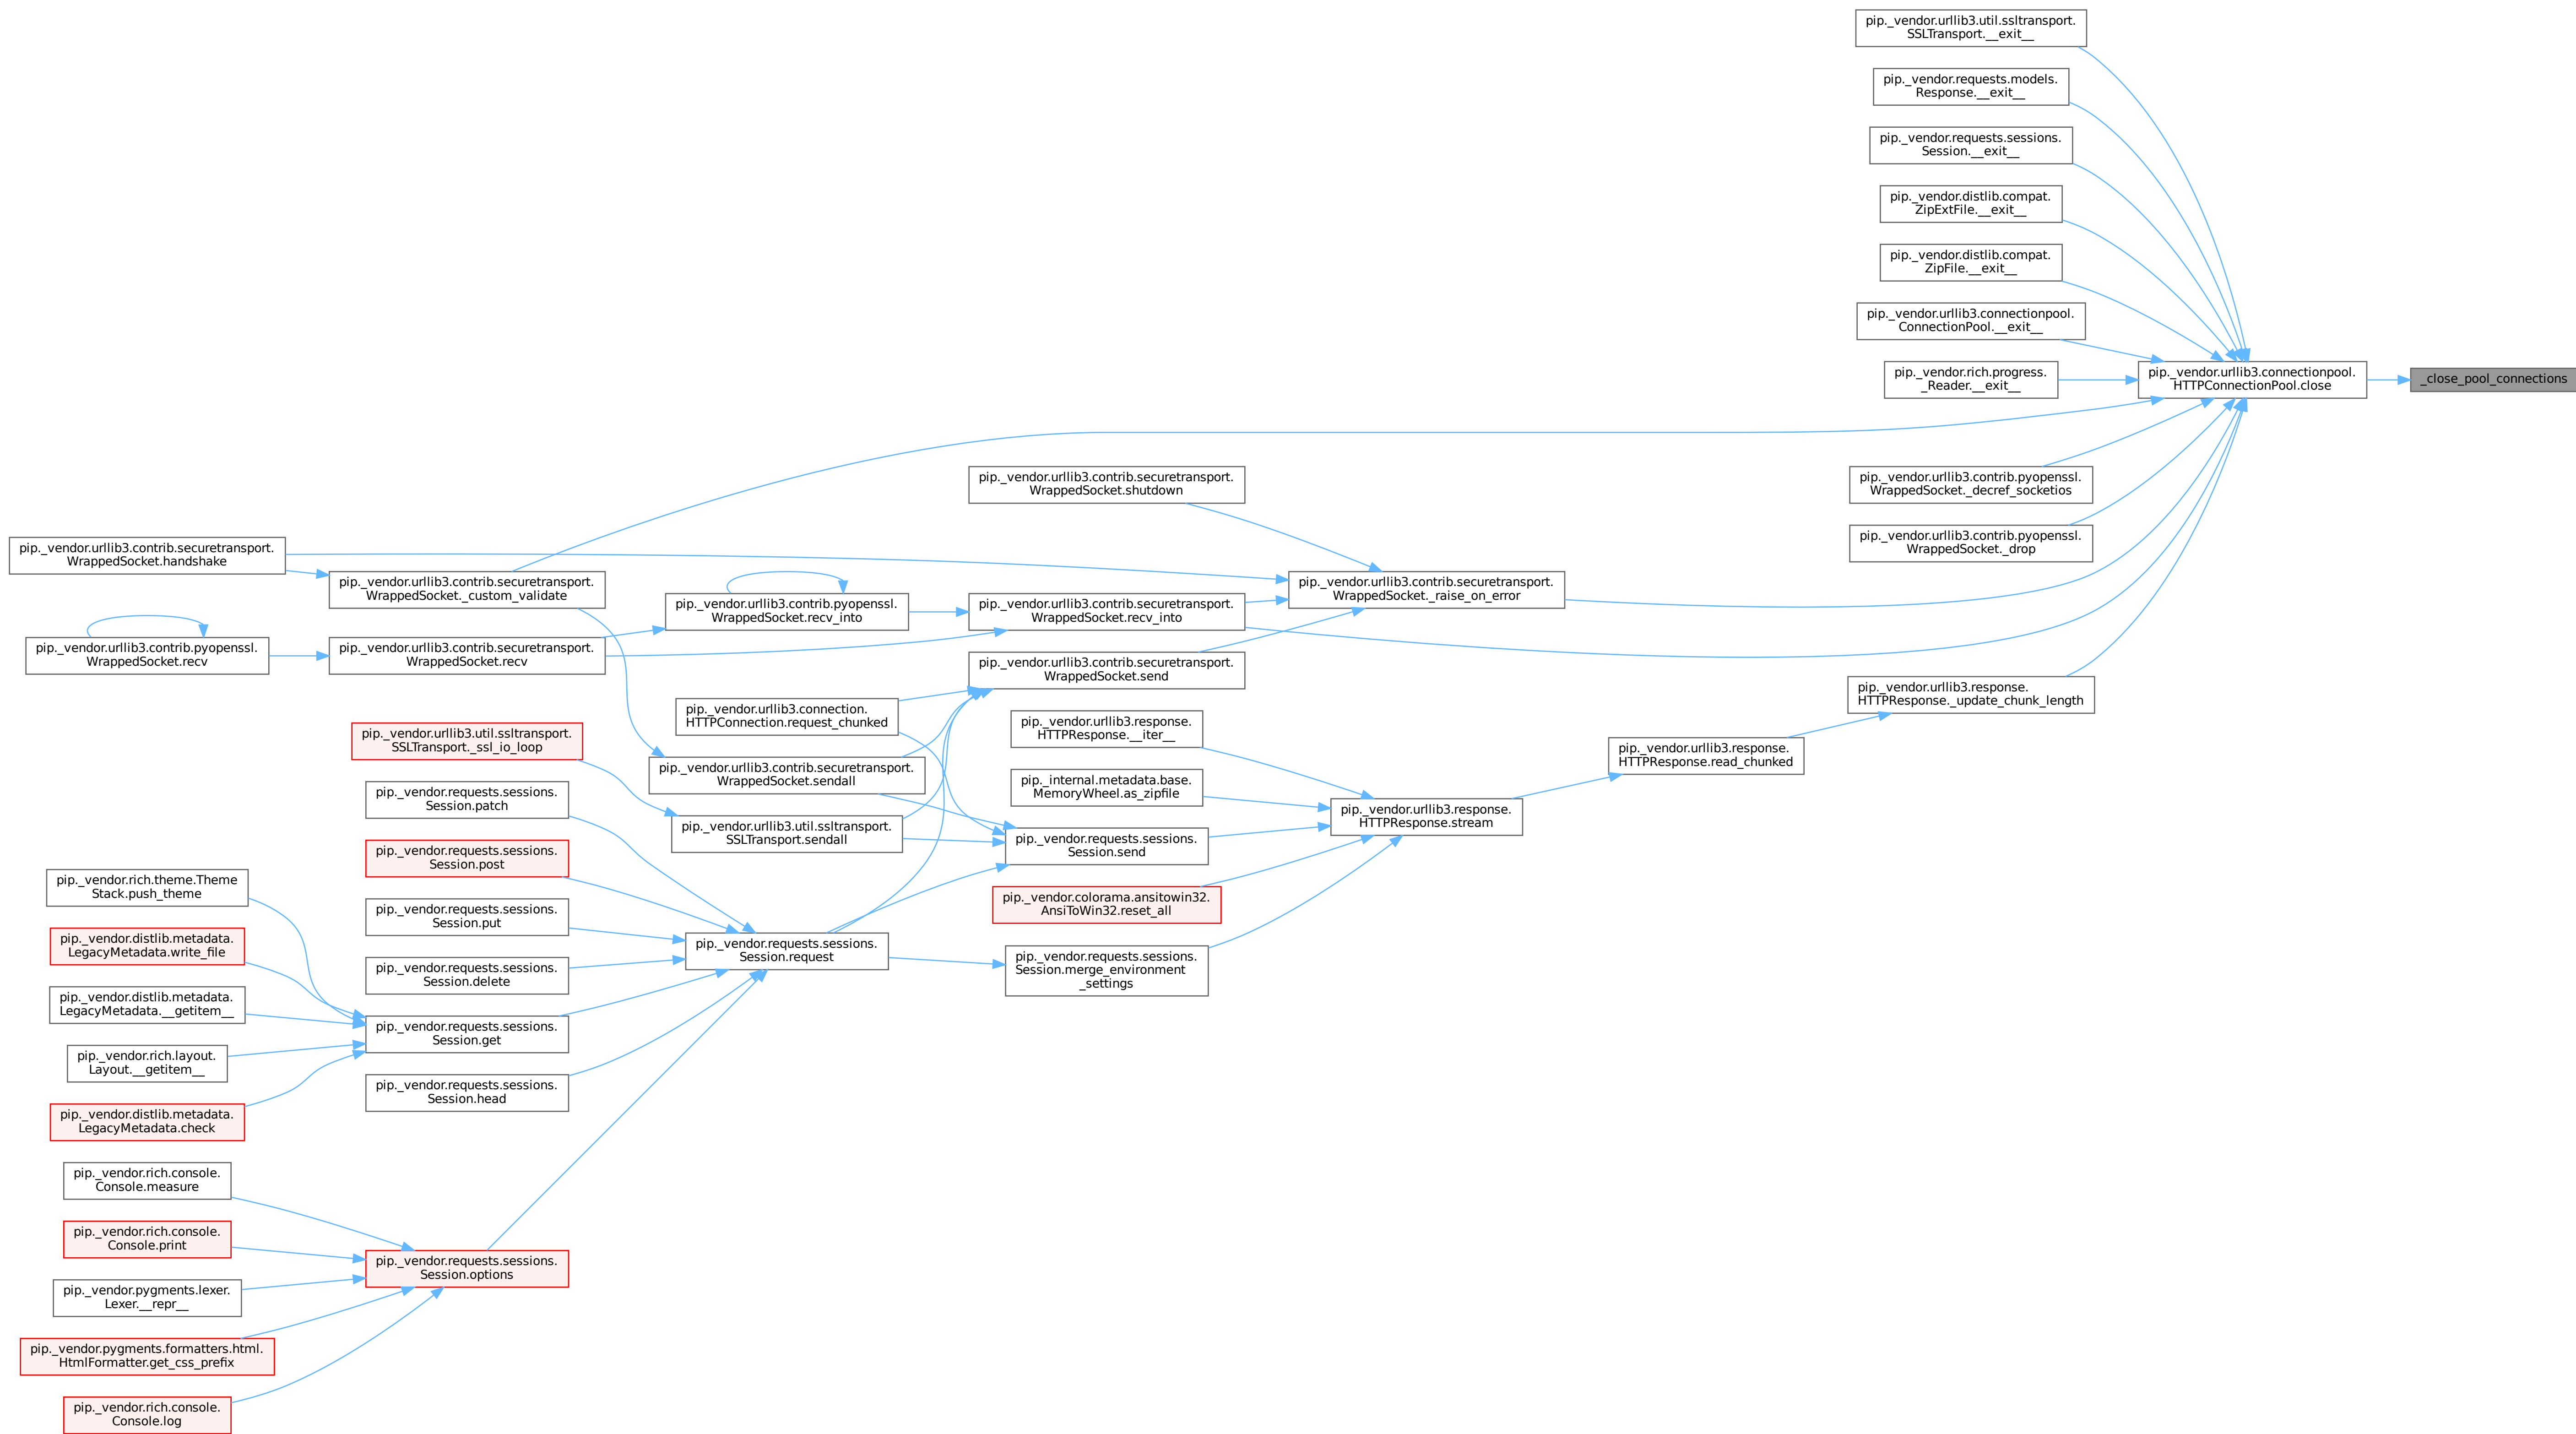 pip._vendor.urllib3.util.ssltransport.
SSLTransport.__exit__
pip._vendor.requests.models.
Response.__exit__
pip._vendor.requests.sessions.
Session.__exit__
pip._vendor.distlib.compat.
ZipExtFile.__exit__
pip._vendor.distlib.compat.
ZipFile.__exit__
pip._vendor.urllib3.connectionpool.
ConnectionPool.__exit__
pip._vendor.rich.progress.
_Reader.__exit__
pip._vendor.urllib3.connectionpool.
HTTPConnectionPool.close
_close_pool_connections
pip._vendor.urllib3.contrib.pyopenssl.
WrappedSocket._decref_socketios
pip._vendor.urllib3.contrib.pyopenssl.
WrappedSocket._drop
pip._vendor.urllib3.contrib.securetransport.
WrappedSocket.shutdown
pip._vendor.urllib3.contrib.securetransport.
WrappedSocket.handshake
pip._vendor.urllib3.contrib.securetransport.
WrappedSocket._custom_validate
pip._vendor.urllib3.contrib.securetransport.
WrappedSocket._raise_on_error
pip._vendor.urllib3.contrib.pyopenssl.
WrappedSocket.recv_into
pip._vendor.urllib3.contrib.securetransport.
WrappedSocket.recv_into
pip._vendor.urllib3.contrib.pyopenssl.
WrappedSocket.recv
pip._vendor.urllib3.contrib.securetransport.
WrappedSocket.recv
pip._vendor.urllib3.contrib.securetransport.
WrappedSocket.send
pip._vendor.urllib3.response.
HTTPResponse._update_chunk_length
pip._vendor.urllib3.connection.
HTTPConnection.request_chunked
pip._vendor.urllib3.response.
HTTPResponse.__iter__
pip._vendor.urllib3.util.ssltransport.
SSLTransport._ssl_io_loop
pip._vendor.urllib3.response.
HTTPResponse.read_chunked
pip._vendor.urllib3.contrib.securetransport.
WrappedSocket.sendall
pip._internal.metadata.base.
MemoryWheel.as_zipfile
pip._vendor.requests.sessions.
Session.patch
pip._vendor.urllib3.response.
HTTPResponse.stream
pip._vendor.urllib3.util.ssltransport.
SSLTransport.sendall
pip._vendor.requests.sessions.
Session.send
pip._vendor.requests.sessions.
Session.post
pip._vendor.rich.theme.Theme
Stack.push_theme
pip._vendor.colorama.ansitowin32.
AnsiToWin32.reset_all
pip._vendor.requests.sessions.
Session.put
pip._vendor.distlib.metadata.
LegacyMetadata.write_file
pip._vendor.requests.sessions.
Session.request
pip._vendor.requests.sessions.
Session.merge_environment
_settings
pip._vendor.requests.sessions.
Session.delete
pip._vendor.distlib.metadata.
LegacyMetadata.__getitem__
pip._vendor.requests.sessions.
Session.get
pip._vendor.rich.layout.
Layout.__getitem__
pip._vendor.requests.sessions.
Session.head
pip._vendor.distlib.metadata.
LegacyMetadata.check
pip._vendor.rich.console.
Console.measure
pip._vendor.rich.console.
Console.print
pip._vendor.requests.sessions.
Session.options
pip._vendor.pygments.lexer.
Lexer.__repr__
pip._vendor.pygments.formatters.html.
HtmlFormatter.get_css_prefix
pip._vendor.rich.console.
Console.log